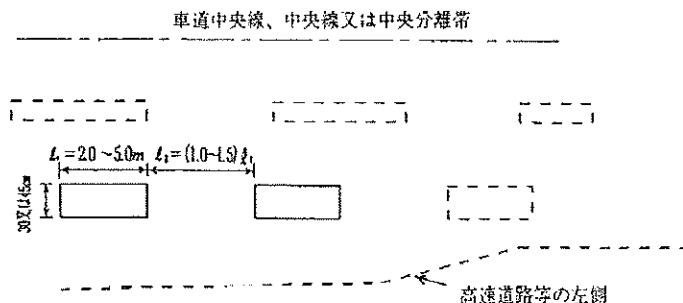 車道中央線、中央線又は中央分離帯
ℓ₁=2.0~5.0m
ℓ₂=(1.0~1.5)ℓ₁
30又は45cm
高速道路等の左側